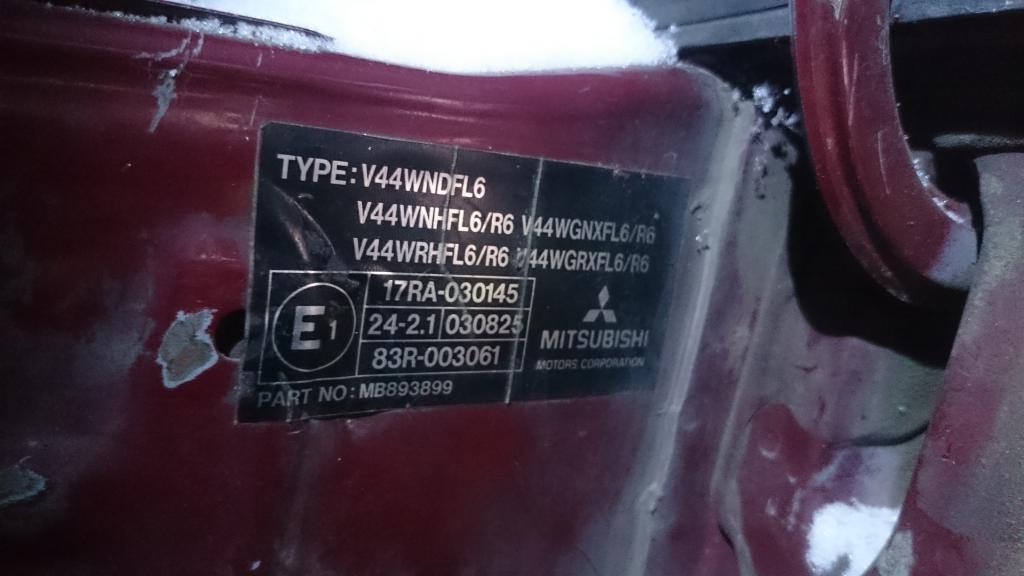 TYPE: V44WNDFL6
V44WNHFL6/R6 V44WGNXFL6/R6
V44WRHFL6/R6 V44WGRXFL6/R6
E1
17RA-030145
24-2.1 030825
83R-003061
MITSUBISHI
MOTORS CORPORATION
PART NO: MB893899